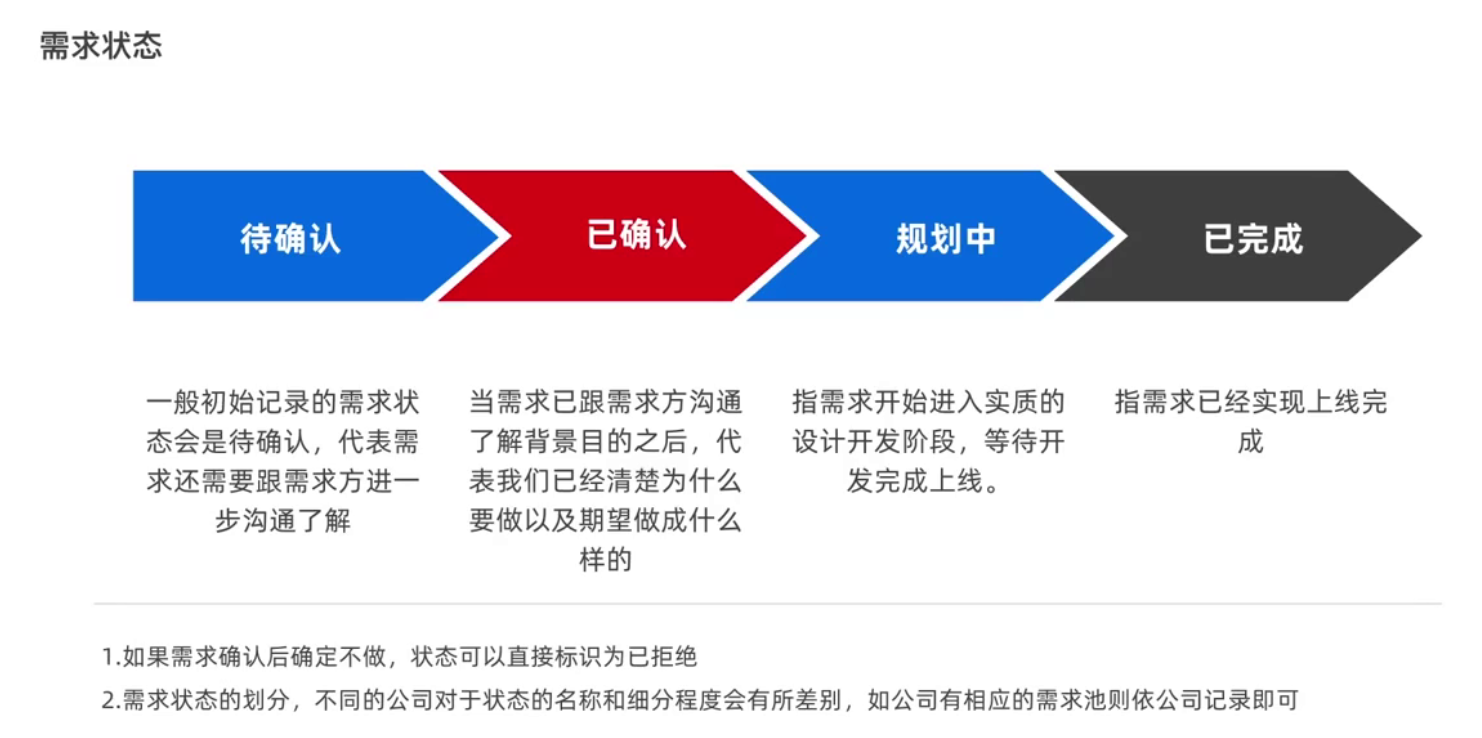 需求状态
待确认
已确认
规划中
已完成
一般初始记录的需求状
态会是待确认，代表需
求还需要跟需求方进一
步沟通了解
当需求已跟需求方沟通
了解背景目的之后，代
表我们已经清楚为什么
要做以及期望做成什么
样的
指需求开始进入实质的
设计开发阶段，等待开
发完成上线。
指需求已经实现上线完
成
1.如果需求确认后确定不做，状态可以直接标识为已拒绝
2.需求状态的划分，不同的公司对于状态的名称和细分程度会有所差别，如公司有相应的需求池则依公司记录即可